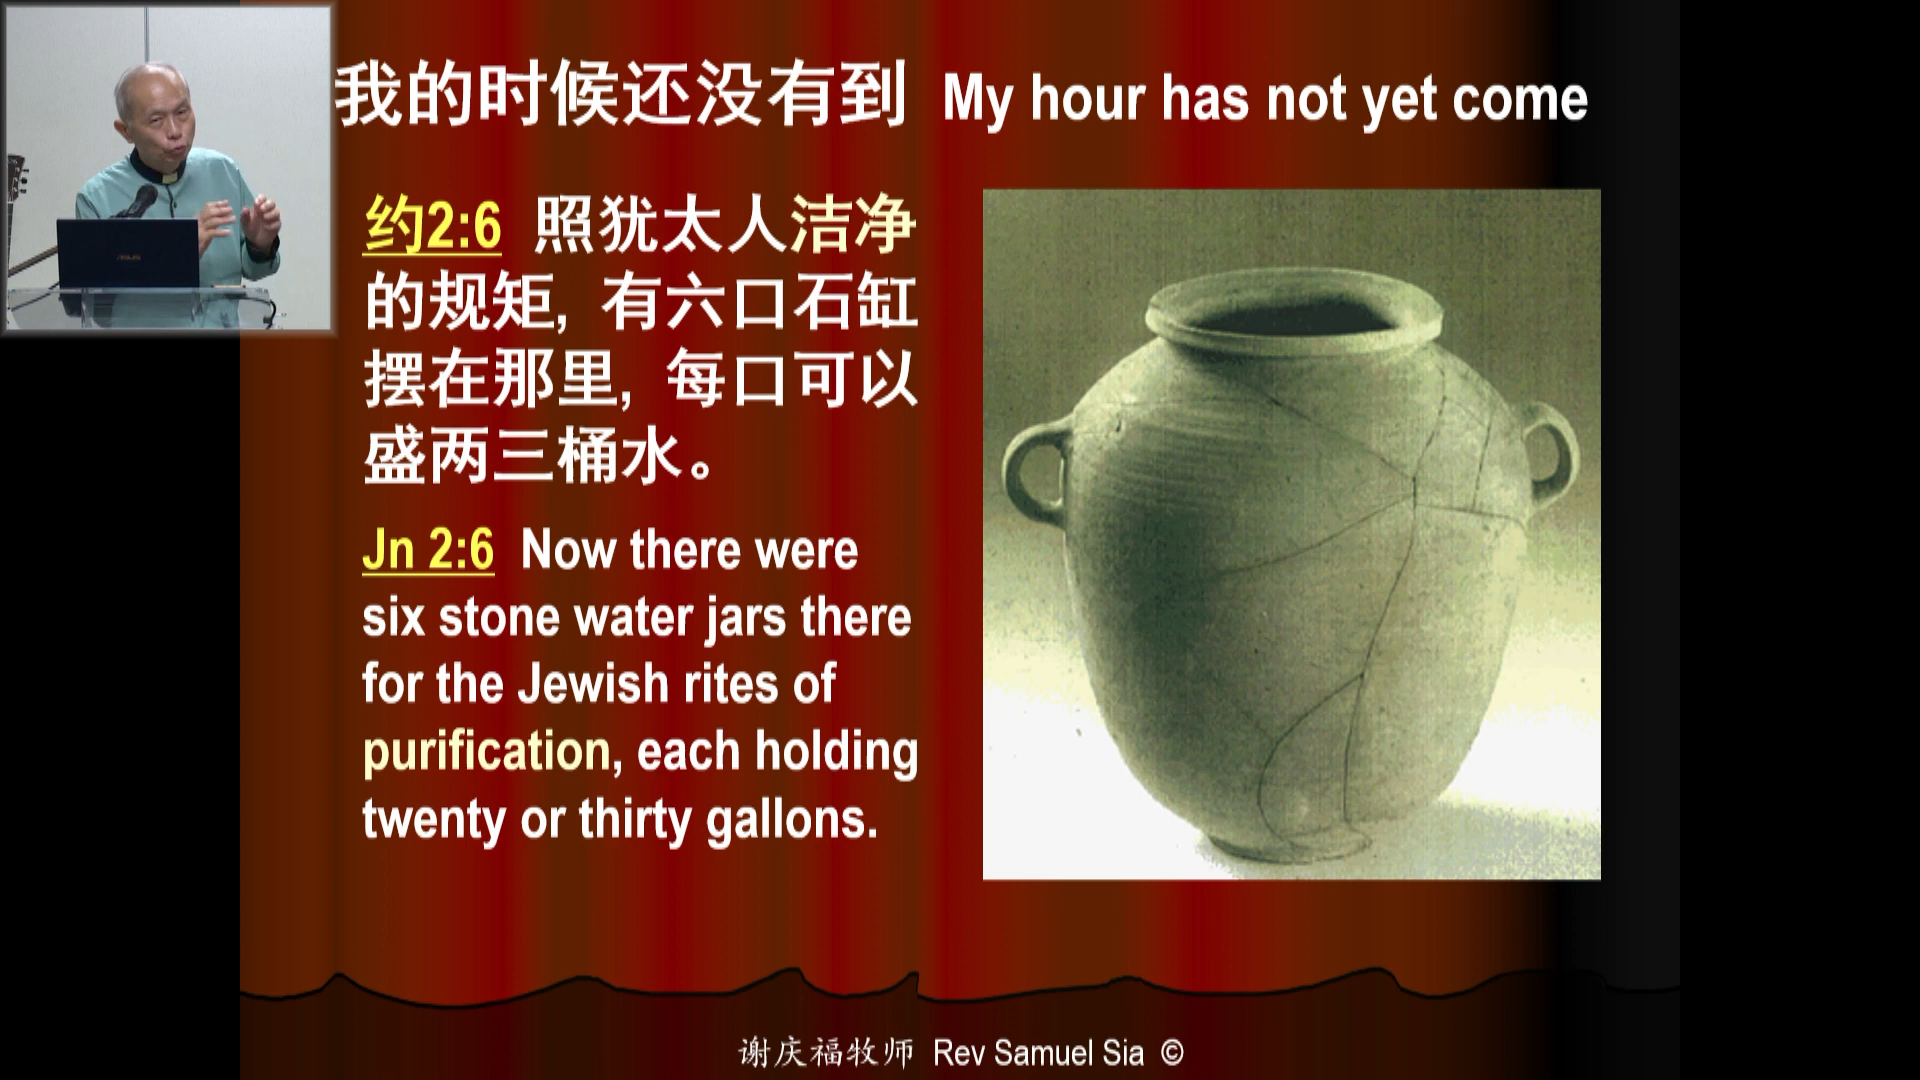 我的时候还没有到 My hour has not yet come
约2:6 照犹太人洁净
的规矩, 有六口石缸
摆在那里, 每口可以
盛两三桶水。
Jn 2:6 Now there were
six stone water jars there
for the Jewish rites of
purification, each holding
twenty or thirty gallons.
谢庆福牧师 Rev Samuel Sia ©
ASUS